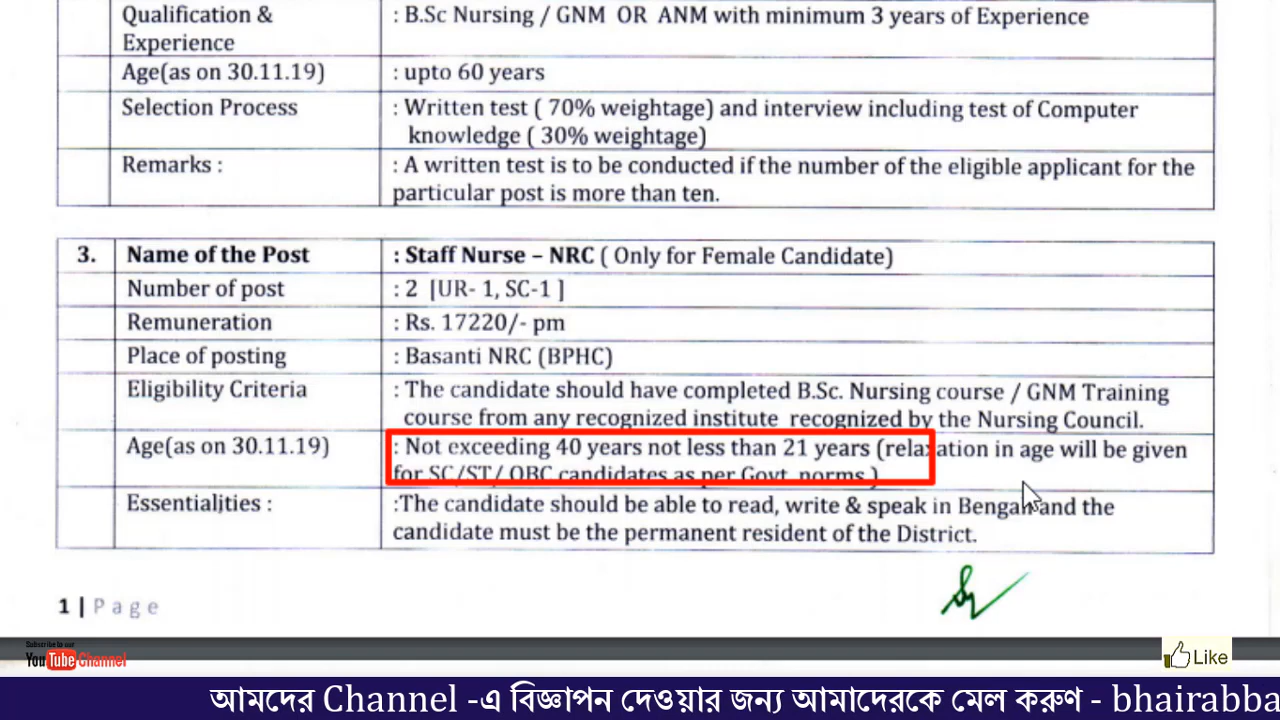 Qualification & : B.Sc Nursing / GNM OR ANM with minimum 3 years of Experience
Experience
Age(as on 30.11.19) : upto 60 years
Selection Process : Written test ( 70% weightage) and interview including test of Computer
knowledge ( 30% weightage)
Remarks : : A written test is to be conducted if the number of the eligible applicant for the
particular post is more than ten.
3. Name of the Post : Staff Nurse – NRC ( Only for Female Candidate)
Number of post : 2 [UR- 1, SC-1 ]
Remuneration : Rs. 17220/- pm
Place of posting : Basanti NRC (BPHC)
Eligibility Criteria : The candidate should have completed B.Sc. Nursing course / GNM Training
course from any recognized institute recognized by the Nursing Council.
Age(as on 30.11.19) : Not exceeding 40 years not less than 21 years (relaxation in age will be given
for SC/ST/ OBC candidates as per Govt. norms )
Essentialities : :The candidate should be able to read, write & speak in Bengali and the
candidate must be the permanent resident of the District.
1 | Page
Subscribe to our
YouTube Channel
Like
আমদের Channel -এ বিজ্ঞাপন দেওয়ার জন্য আমাদেরকে মেল করুণ - bhairabba